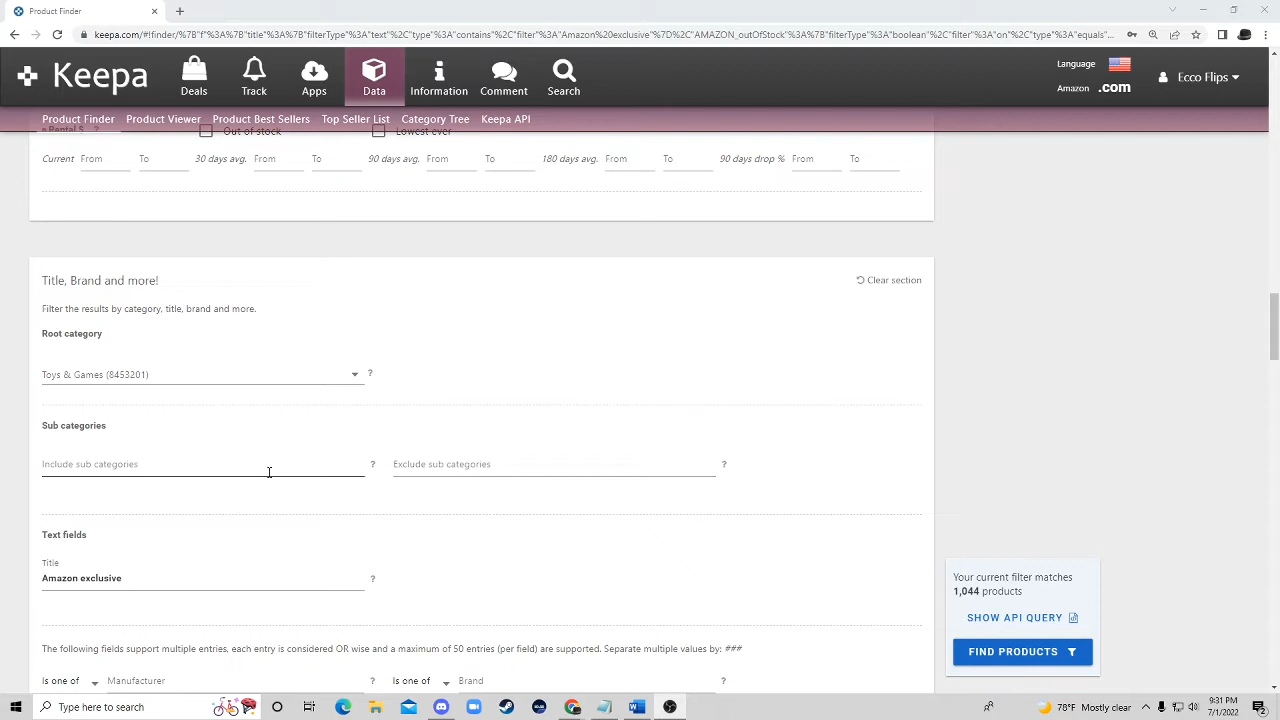 Product Finder
keepa.com/#!finder/%7B"f"%3A%7B"title"%3A%7B"filterType"%3A"text"%2C"type"%3A"contains"%2C"filter"%3A"Amazon%20exclusive"%7D%2C"AMAZON_outOfStock"%3A%7B"filterType"%3A"boolean"%2C"filter"%3A"on"%2C"type"%3A"equals"...
Keepa
Deals
Track
Apps
Data
Information
Comment
Search
Language
Amazon .com
Ecco Flips
Product Finder Product Viewer Product Best Sellers Top Seller List Category Tree Keepa API
Rental $ ? Out of stock Lowest ever
Current From To 30 days avg. From To 90 days avg. From To 180 days avg. From To 90 days drop % From To
Title, Brand and more!
Clear section
Filter the results by category, title, brand and more.
Root category
Toys & Games (8453201) ?
Sub categories
Include sub categories ? Exclude sub categories ?
Text fields
Title
Amazon exclusive ?
Your current filter matches
1,044 products
SHOW API QUERY
FIND PRODUCTS
The following fields support multiple entries, each entry is considered OR wise and a maximum of 50 entries (per field) are supported. Separate multiple values by: ###
Is one of Manufacturer ? Is one of Brand ?
Type here to search
78°F Mostly clear
9:31 PM
7/1/2022